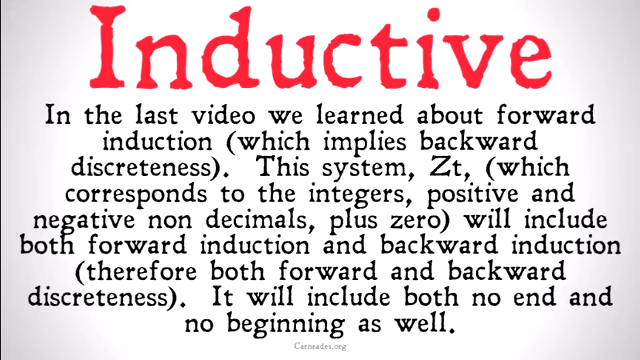 Inductive
In the last video we learned about forward
induction (which implies backward
discreteness). This system, Zt, (which
corresponds to the integers, positive and
negative non decimals, plus zero) will include
both forward induction and backward induction
(therefore both forward and backward
discreteness). It will include both no end and
no beginning as well.
Carneades.org